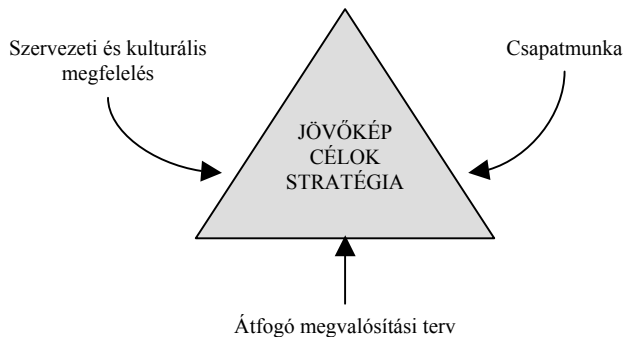 Szervezeti és kulturális
megfelelés
Csapatmunka
JÖVŐKÉP
CÉLOK
STRATÉGIA
Átfogó megvalósítási terv